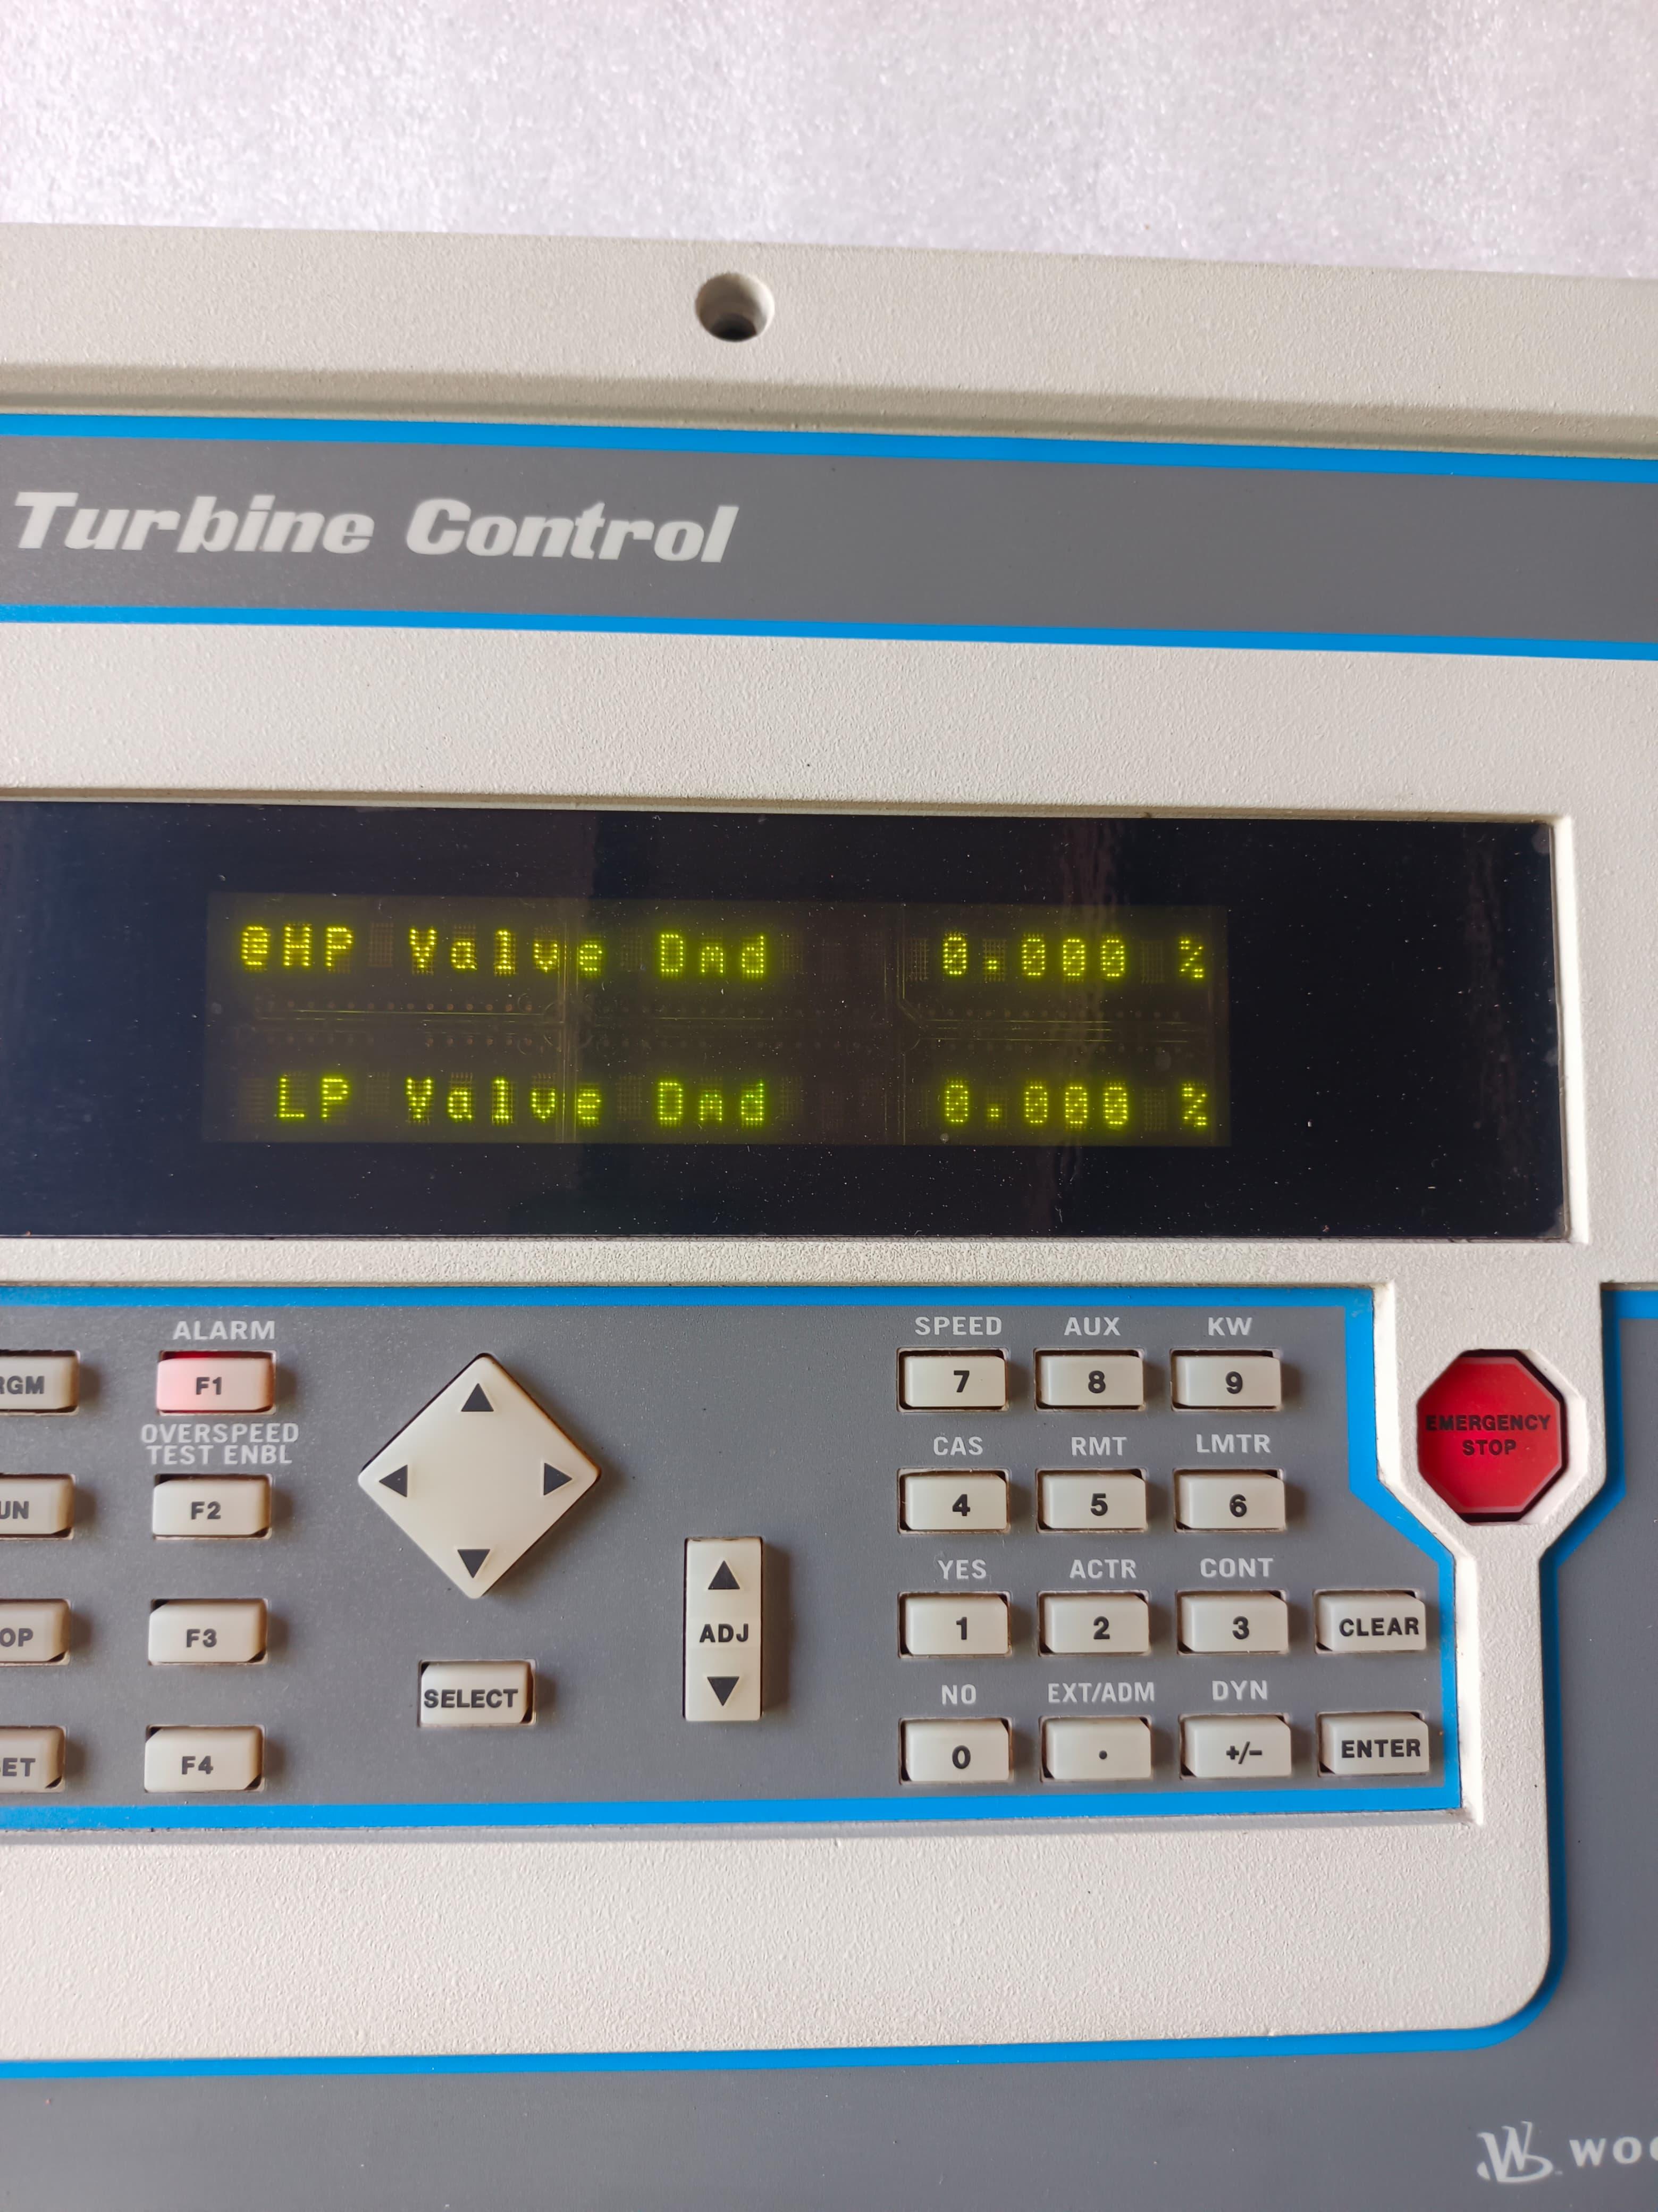 Turbine Control
@HP Valve Dmd 0.000 %
LP Valve Dmd 0.000 %
ALARM
F1
OVERSPEED
TEST ENBL
F2
F3
F4
SELECT
ADJ
SPEED AUX KW
7 8 9
CAS RMT LMTR
4 5 6
YES ACTR CONT
1 2 3 CLEAR
NO EXT/ADM DYN
0 . +/- ENTER
EMERGENCY
STOP